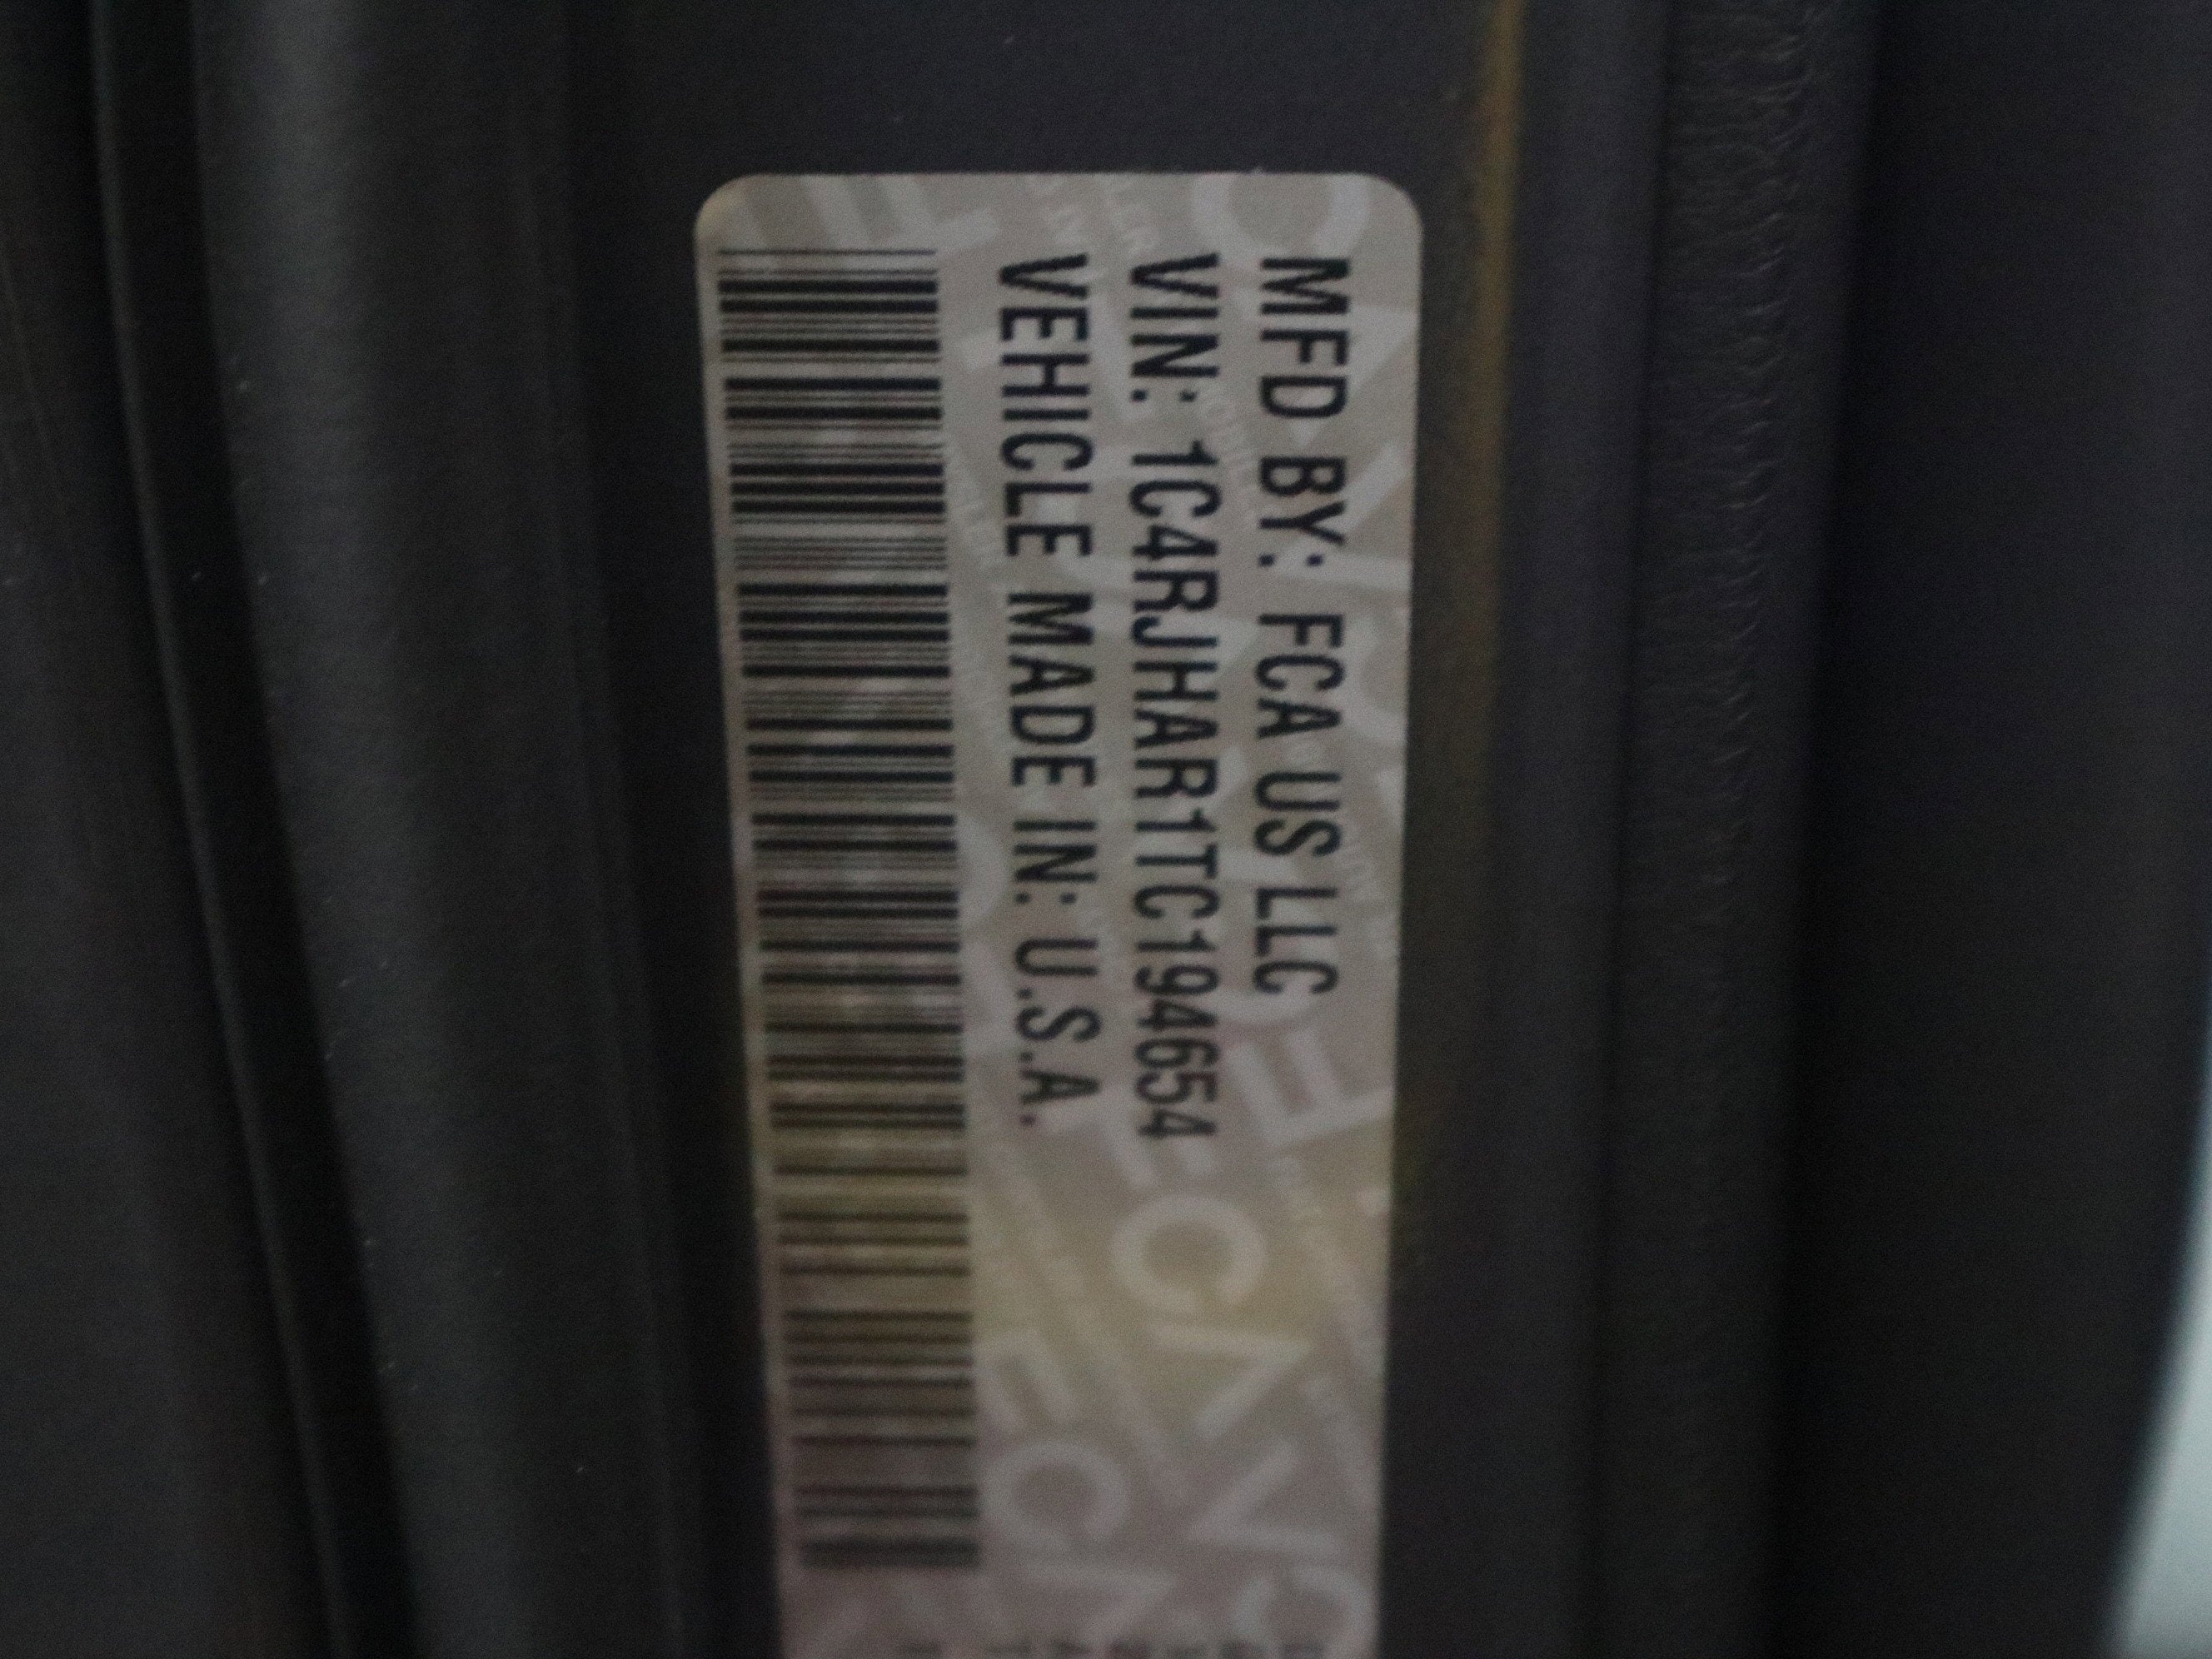 MFD BY: FCA US LLC
VIN: 1C4RJHAR1TC194654
VEHICLE MADE IN: U.S.A.